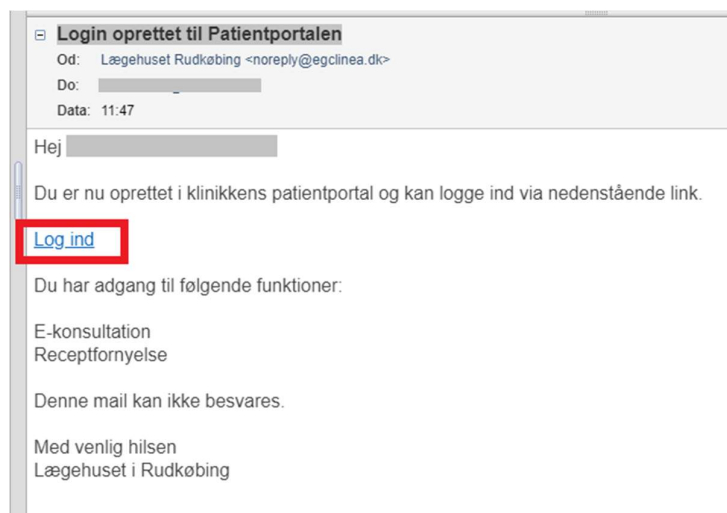 Login oprettet til Patientportalen
Od: Lægehuset Rudkøbing <noreply@egclinea.dk>
Do:
Data: 11:47
Hej
Du er nu oprettet i klinikkens patientportal og kan logge ind via nedenstående link.
Log ind
Du har adgang til følgende funktioner:
E-konsultation
Receptfornyelse
Denne mail kan ikke besvares.
Med venlig hilsen
Lægehuset i Rudkøbing